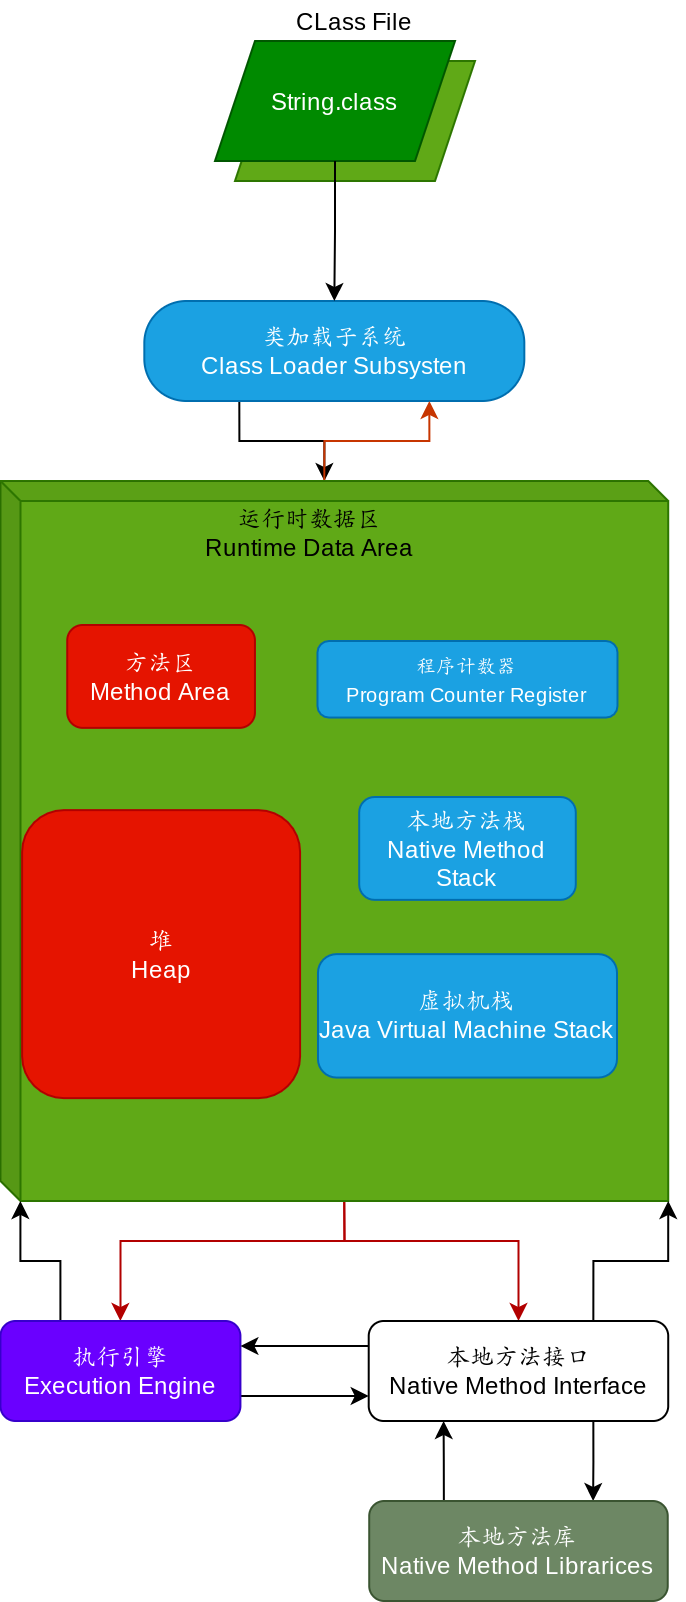 CLass File
String.class
类加载子系统
Class Loader Subsysten
运行时数据区
Runtime Data Area
方法区
Method Area
程序计数器
Program Counter Register
本地方法栈
Native Method
Stack
堆
Heap
虚拟机栈
Java Virtual Machine Stack
执行引擎
Execution Engine
本地方法接口
Native Method Interface
本地方法库
Native Method Librarices